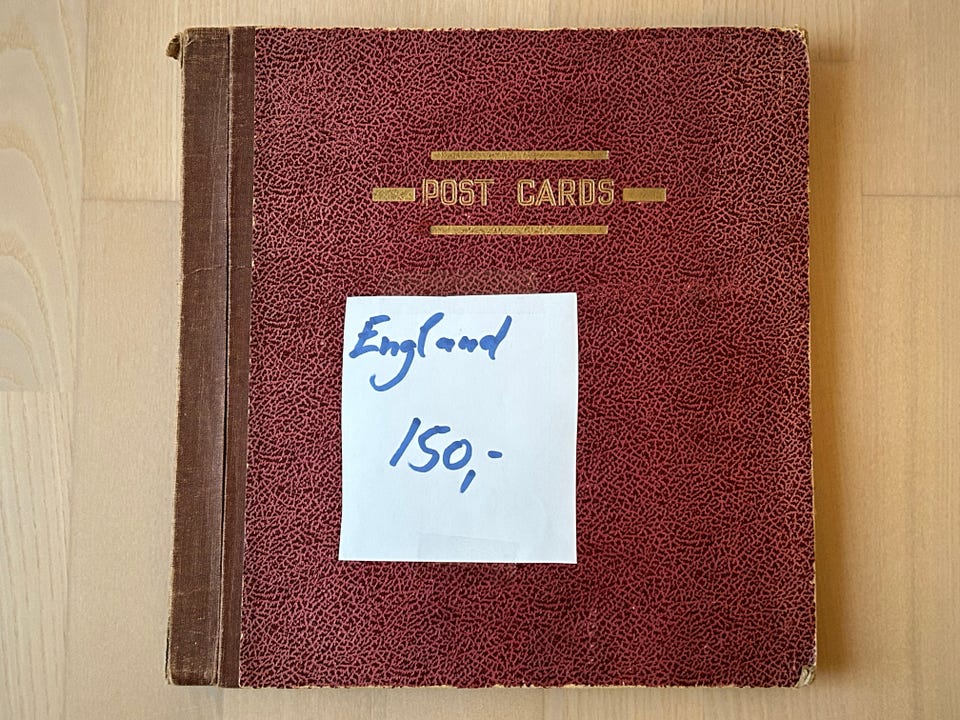 POST CARDS
England
150,-